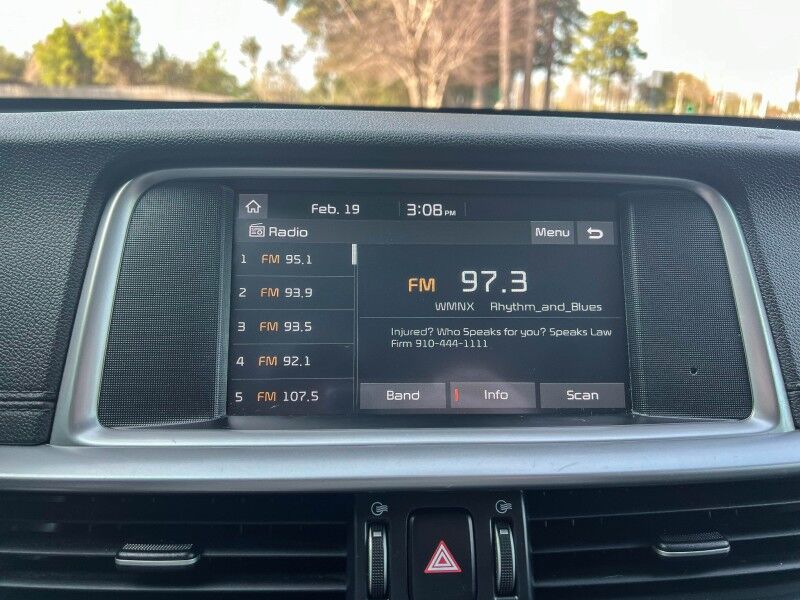 Feb. 19 3:08 PM
Radio Menu
1 FM 95.1
2 FM 93.9
3 FM 93.5
4 FM 92.1
5 FM 107.5
FM 97.3
WMNX Rhythm_and_Blues
Injured? Who Speaks for you? Speaks Law
Firm 910-444-1111
Band Info Scan